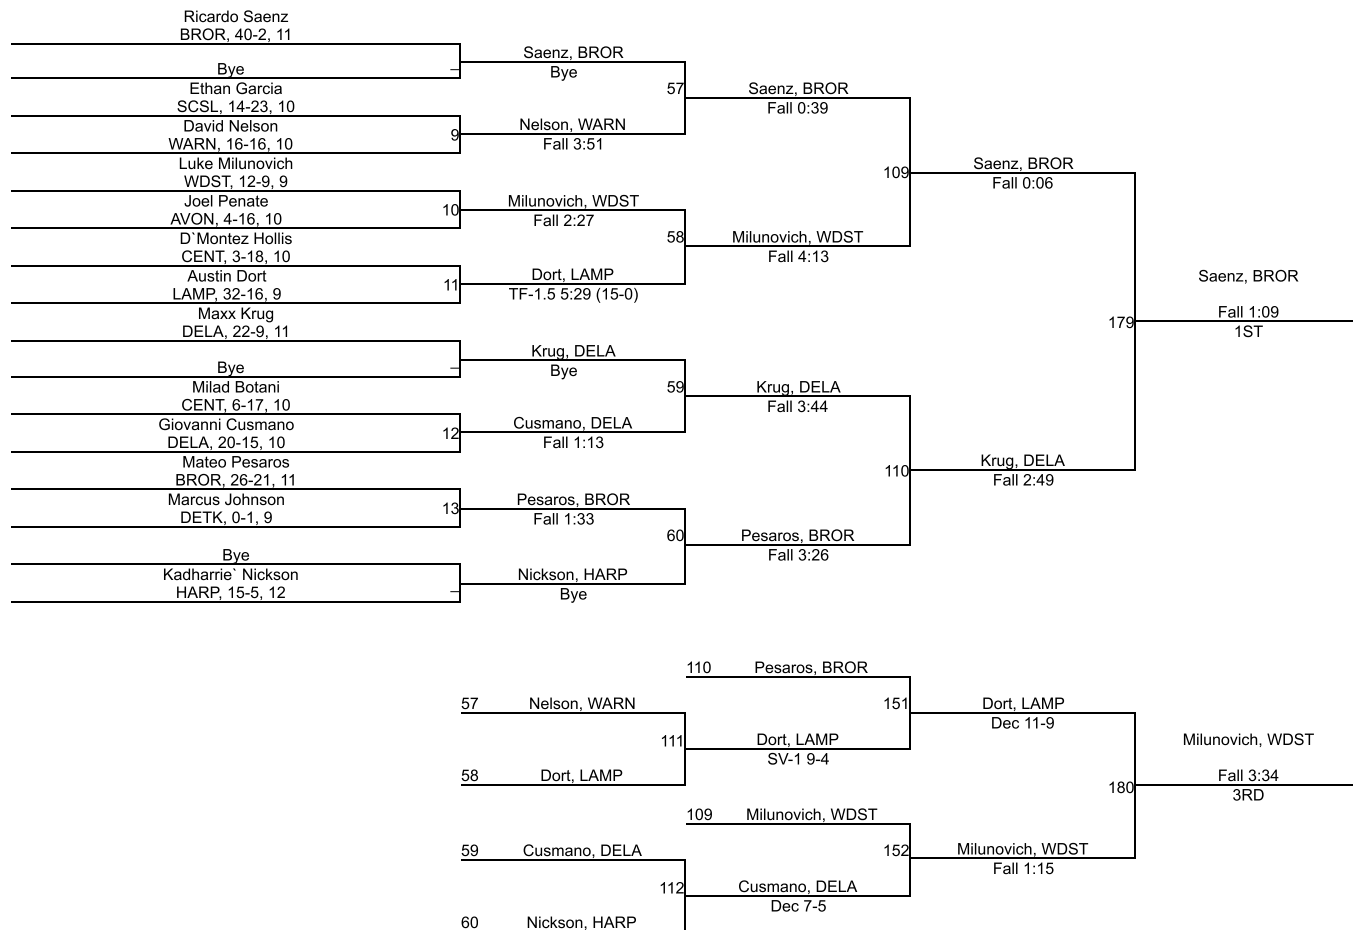 Ricardo Saenz
BROR, 40-2, 11
Bye
Ethan Garcia
SCSL, 14-23, 10
David Nelson
WARN, 16-16, 10
Luke Milunovich
WDST, 12-9, 9
Joel Penate
AVON, 4-16, 10
D`Montez Hollis
CENT, 3-18, 10
Austin Dort
LAMP, 32-16, 9
Maxx Krug
DELA, 22-9, 11
Bye
Milad Botani
CENT, 6-17, 10
Giovanni Cusmano
DELA, 20-15, 10
Mateo Pesaros
BROR, 26-21, 11
Marcus Johnson
DETK, 0-1, 9
Bye
Kadharrie` Nickson
HARP, 15-5, 12
–
9
10
11
–
12
13
–
Saenz, BROR
Bye
Nelson, WARN
Fall 3:51
Milunovich, WDST
Fall 2:27
Dort, LAMP
TF-1.5 5:29 (15-0)
Krug, DELA
Bye
Cusmano, DELA
Fall 1:13
Pesaros, BROR
Fall 1:33
Nickson, HARP
Bye
57
58
59
60
Saenz, BROR
Fall 0:39
Milunovich, WDST
Fall 4:13
Krug, DELA
Fall 3:44
Pesaros, BROR
Fall 3:26
109
110
Saenz, BROR
Fall 0:06
Krug, DELA
Fall 2:49
179
Saenz, BROR
Fall 1:09
1ST
57 Nelson, WARN
58 Dort, LAMP
59 Cusmano, DELA
60 Nickson, HARP
111
112
110 Pesaros, BROR
Dort, LAMP
SV-1 9-4
109 Milunovich, WDST
Cusmano, DELA
Dec 7-5
151
152
Dort, LAMP
Dec 11-9
Milunovich, WDST
Fall 1:15
180
Milunovich, WDST
Fall 3:34
3RD